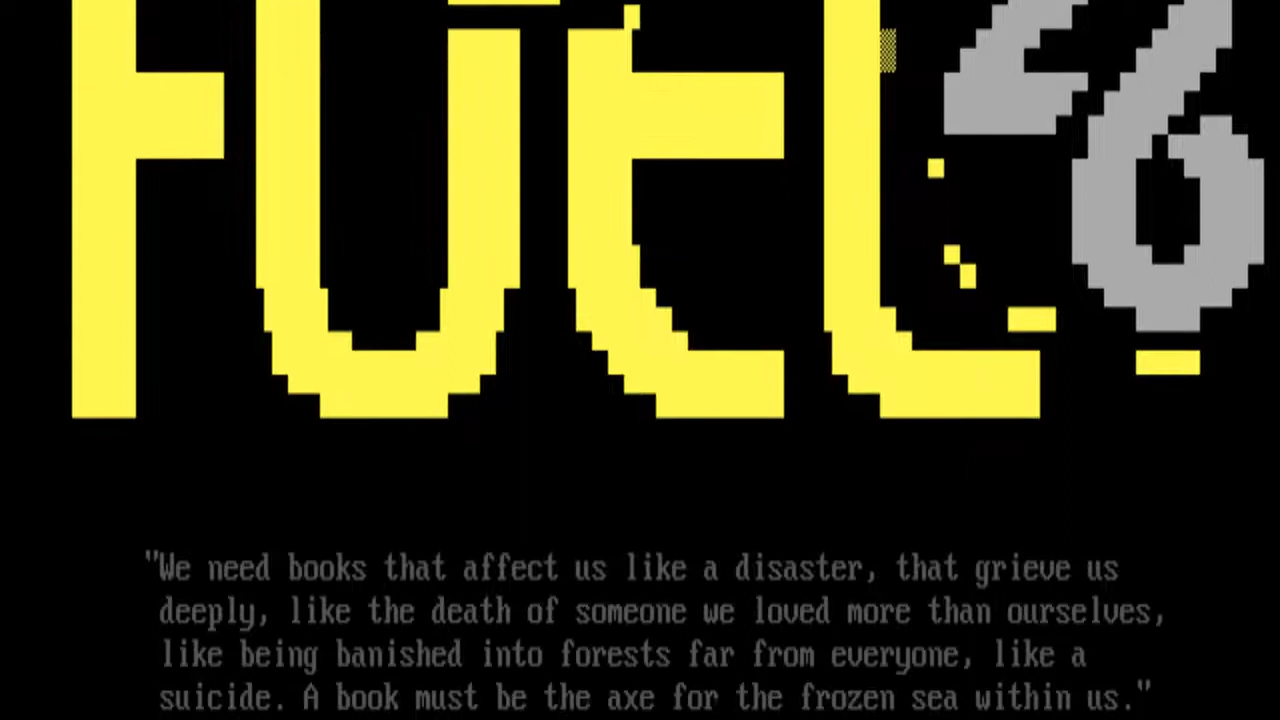 FUEL 26
"We need books that affect us like a disaster, that grieve us
deeply, like the death of someone we loved more than ourselves,
like being banished into forests far from everyone, like a
suicide. A book must be the axe for the frozen sea within us."